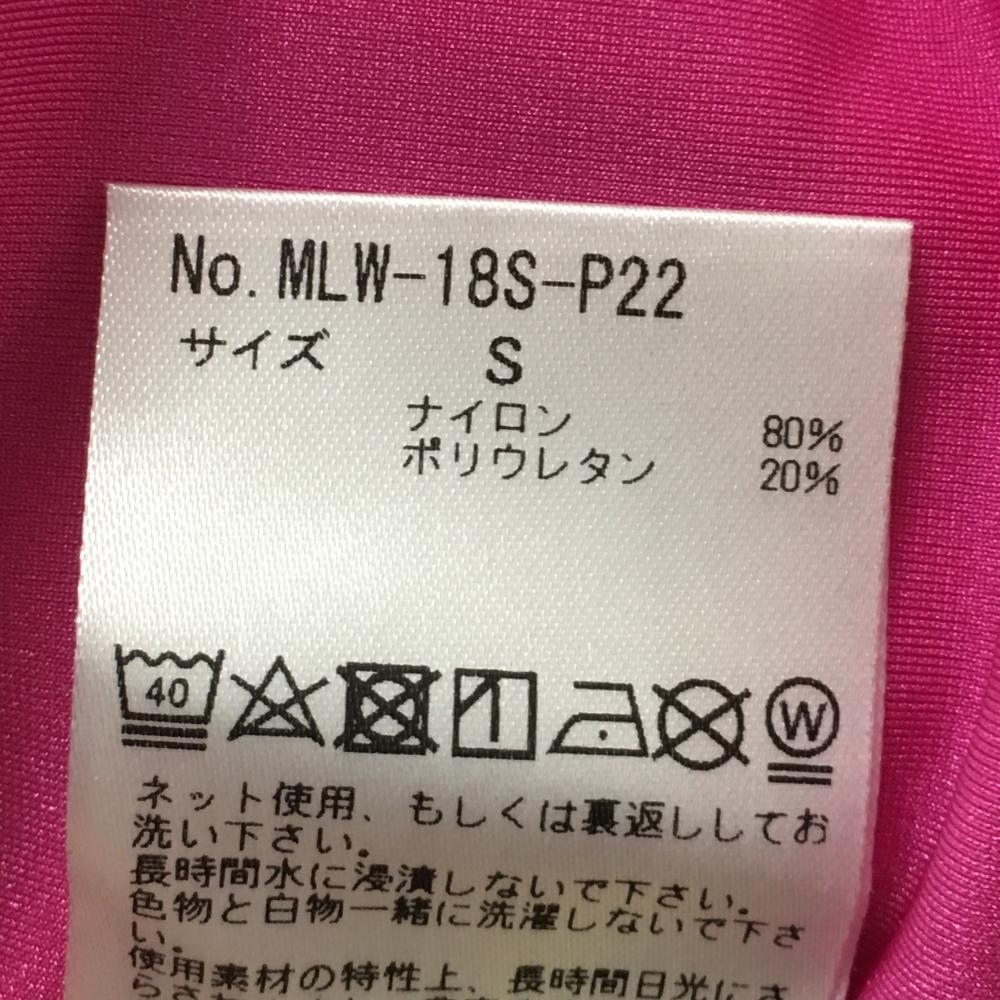 No. MLW-18S-P22
サイズ S
ナイロン 80%
ポリウレタン 20%
40 W
ネット使用、もしくは裏返ししてお
洗い下さい。
長時間水に浸漬しないで下さい。
色物と白物一緒に洗濯しないで下さ
い。
使用素材の特性上、長時間日光にさ